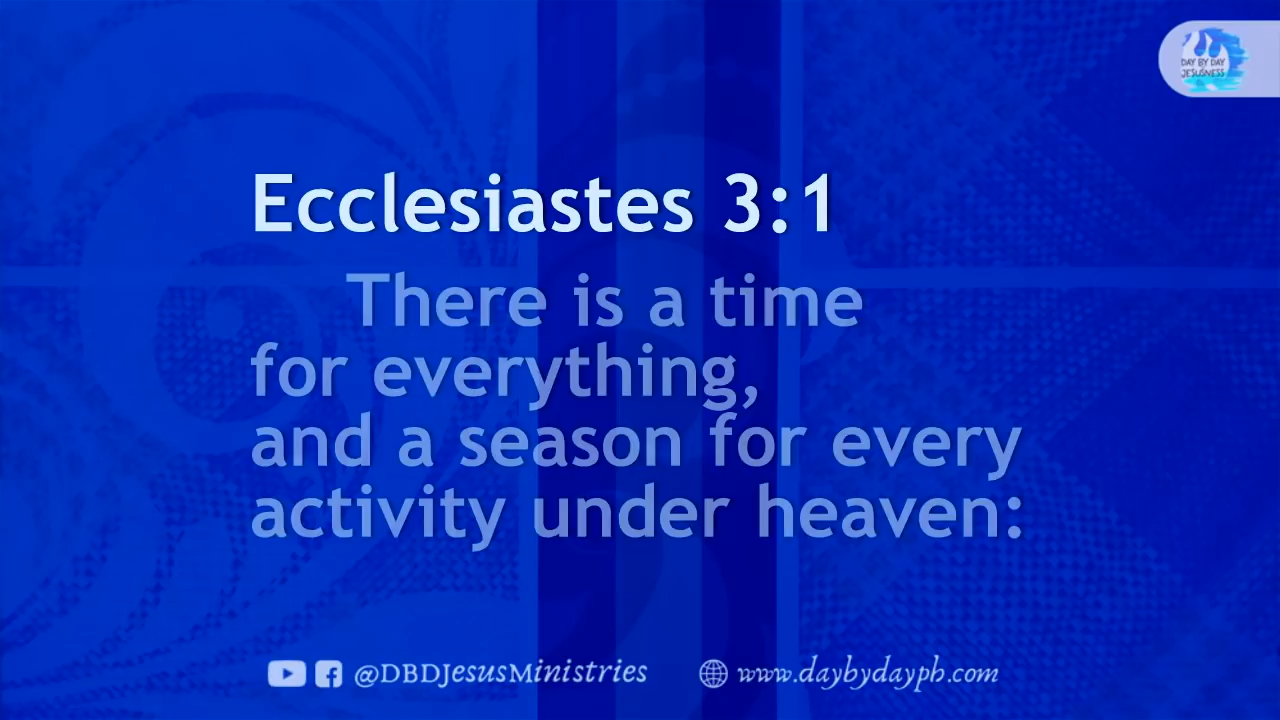 DAY BY DAY
JESUSNESS
Ecclesiastes 3:1
There is a time
for everything,
and a season for every
activity under heaven:
@DBDJesusMinistries
www.daybydayph.com